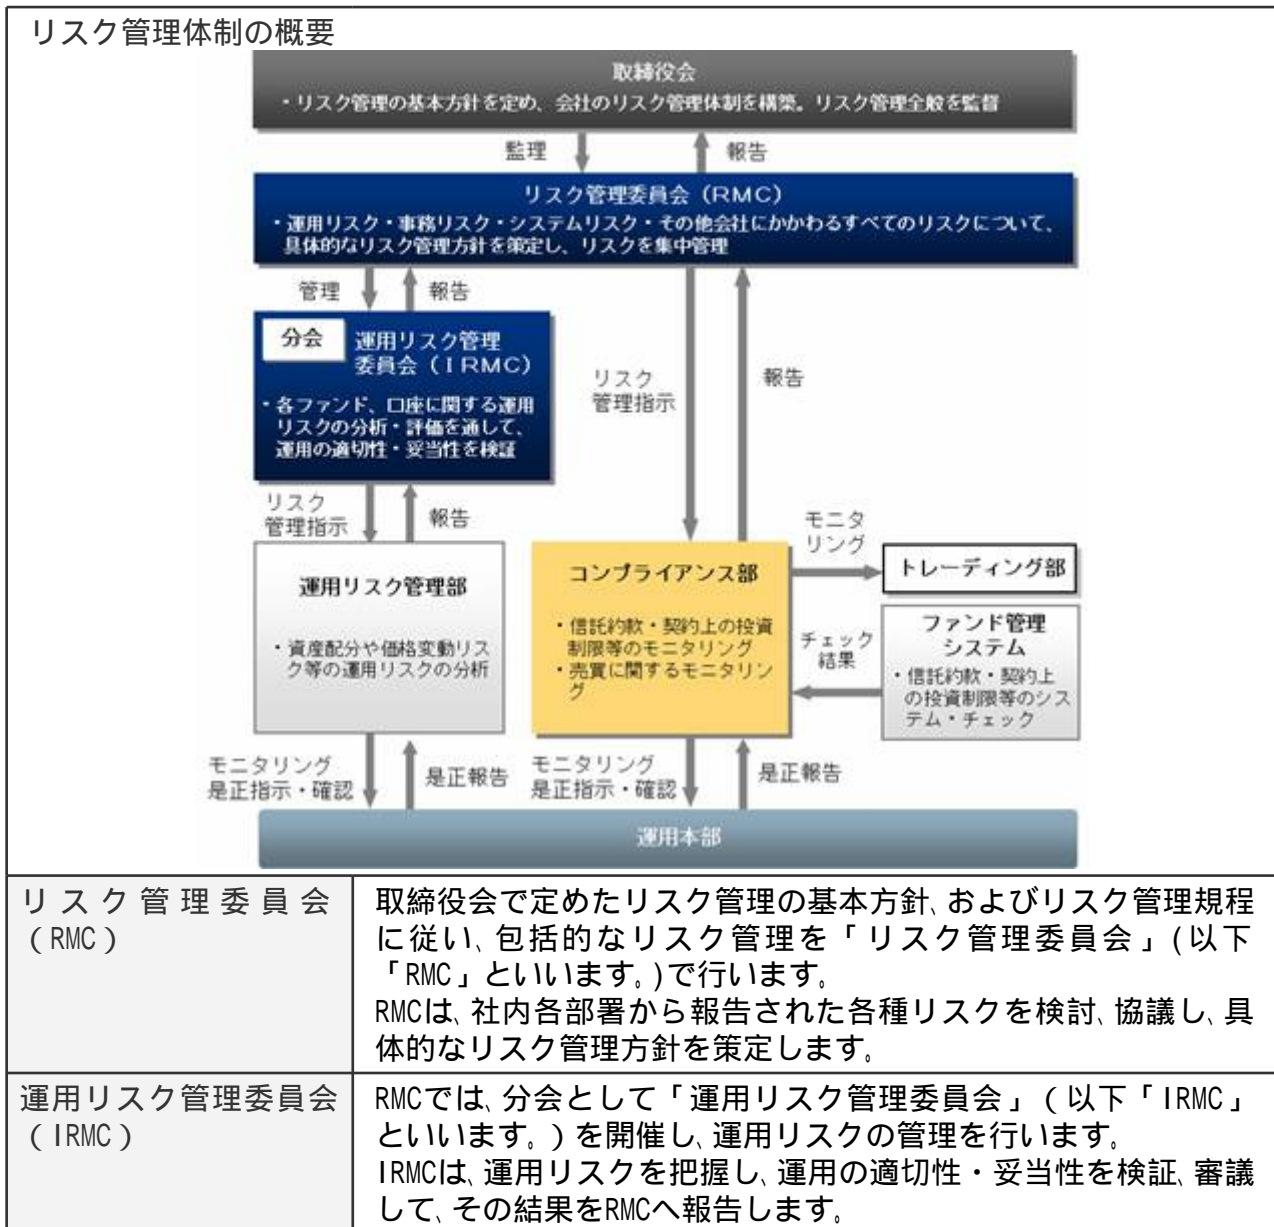 リスク管理体制の概要
取締役会
・リスク管理の基本方針を定め、会社のリスク管理体制を構築。リスク管理全般を監督
監理
報告
リスク管理委員会（RMC）
・運用リスク・事務リスク・システムリスク・その他会社にかかわるすべてのリスクについて、
具体的なリスク管理方針を策定し、リスクを集中管理
管理
報告
分会
運用リスク管理
委員会（IRMC）
・各ファンド、口座に関する運用
リスクの分析・評価を通して、
運用の適切性・妥当性を検証
リスク
管理指示
報告
リスク
管理指示
報告
運用リスク管理部
・資産配分や価格変動リス
ク等の運用リスクの分析
コンプライアンス部
・信託約款・契約上の投資
制限等のモニタリング
・売買に関するモニタリン
グ
モニタ
リング
トレーディング部
チェック
結果
ファンド管理
システム
・信託約款・契約上
の投資制限等のシス
テム・チェック
モニタリング
是正指示・確認
是正報告
モニタリング
是正指示・確認
是正報告
運用本部
リスク管理委員会
（RMC）
取締役会で定めたリスク管理の基本方針、およびリスク管理規程
に従い、包括的なリスク管理を「リスク管理委員会」(以下
「RMC」といいます。)で行います。
RMCは、社内各部署から報告された各種リスクを検討、協議し、具
体的なリスク管理方針を策定します。
運用リスク管理委員会
（IRMC）
RMCでは、分会として「運用リスク管理委員会」（以下「IRMC」
といいます。）を開催し、運用リスクの管理を行います。
IRMCは、運用リスクを把握し、運用の適切性・妥当性を検証、審議
して、その結果をRMCへ報告します。